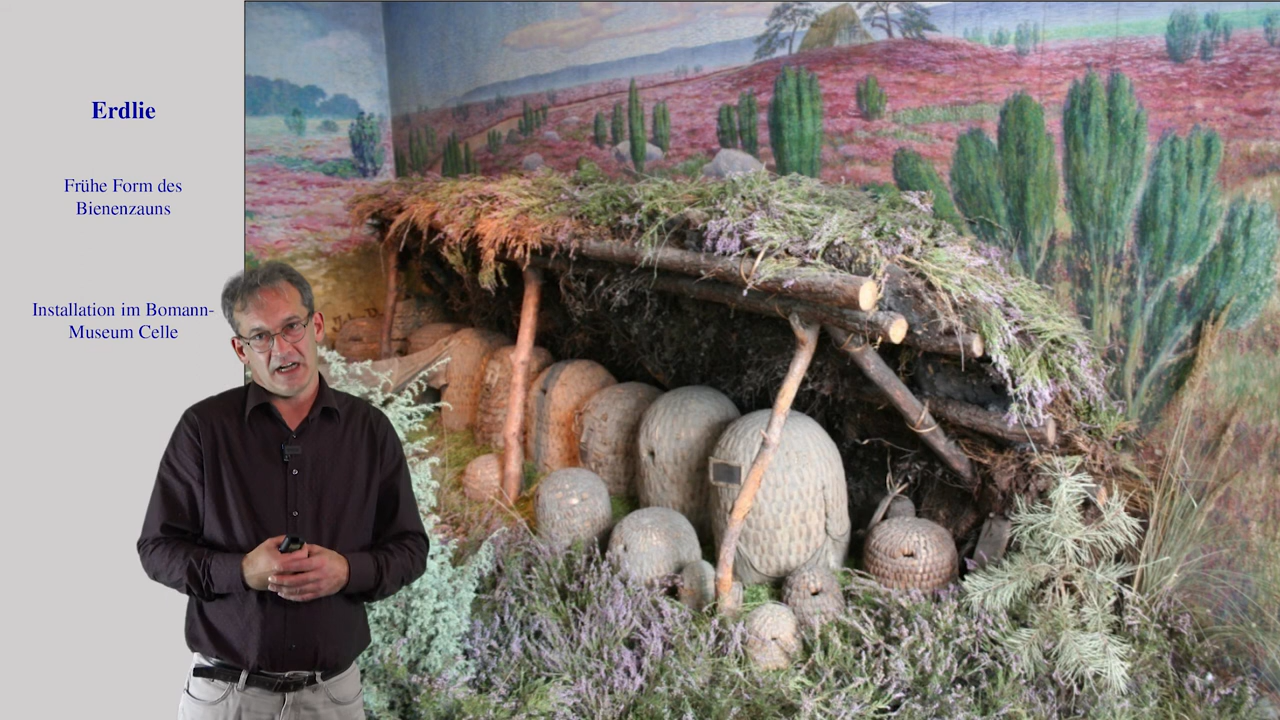 Erdlie
Frühe Form des
Bienenzauns
Installation im Bomann-
Museum Celle